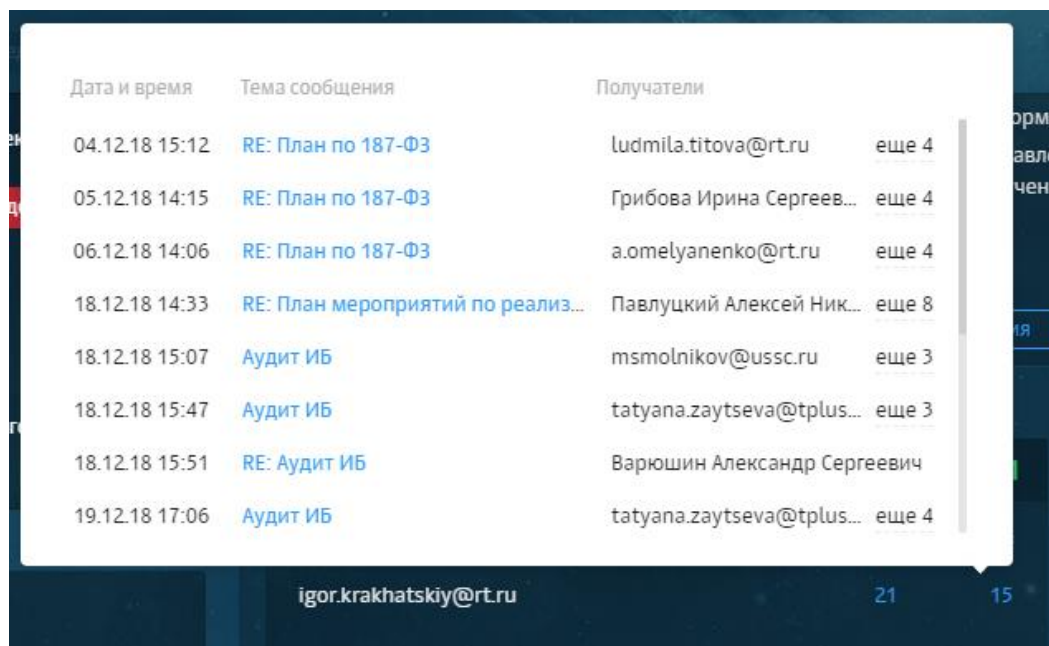 Дата и время Тема сообщения Получатели
04.12.18 15:12 RE: План по 187-ФЗ ludmila.titova@rt.ru еще 4
05.12.18 14:15 RE: План по 187-ФЗ Грибова Ирина Сергеев... еще 4
06.12.18 14:06 RE: План по 187-ФЗ a.omelyanenko@rt.ru еще 4
18.12.18 14:33 RE: План мероприятий по реализ... Павлуцкий Алексей Ник... еще 8
18.12.18 15:07 Аудит ИБ msmolnikov@ussc.ru еще 3
18.12.18 15:47 Аудит ИБ tatyana.zaytseva@tplus... еще 3
18.12.18 15:51 RE: Аудит ИБ Варюшин Александр Сергеевич
19.12.18 17:06 Аудит ИБ tatyana.zaytseva@tplus... еще 4
igor.krakhatskiy@rt.ru 21 15